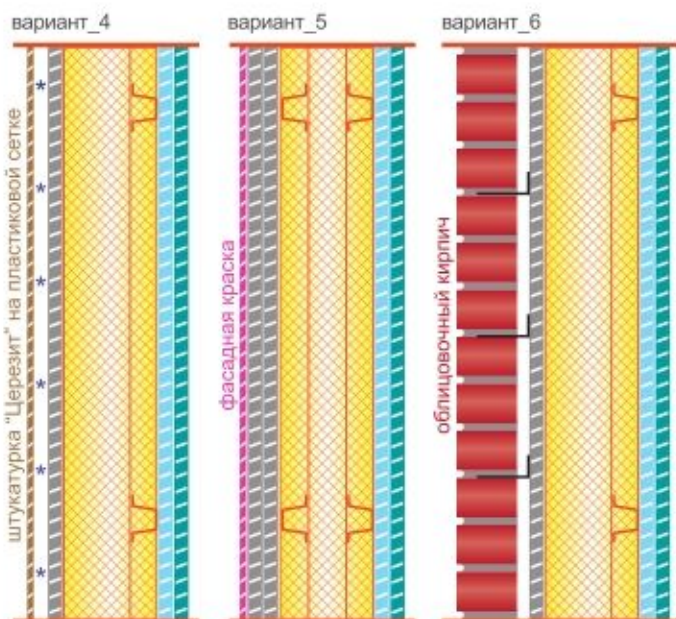 вариант_4
вариант_5
вариант_6
штукатурка "Церезит" на пластиковой сетке
фасадная краска
облицовочный кирпич